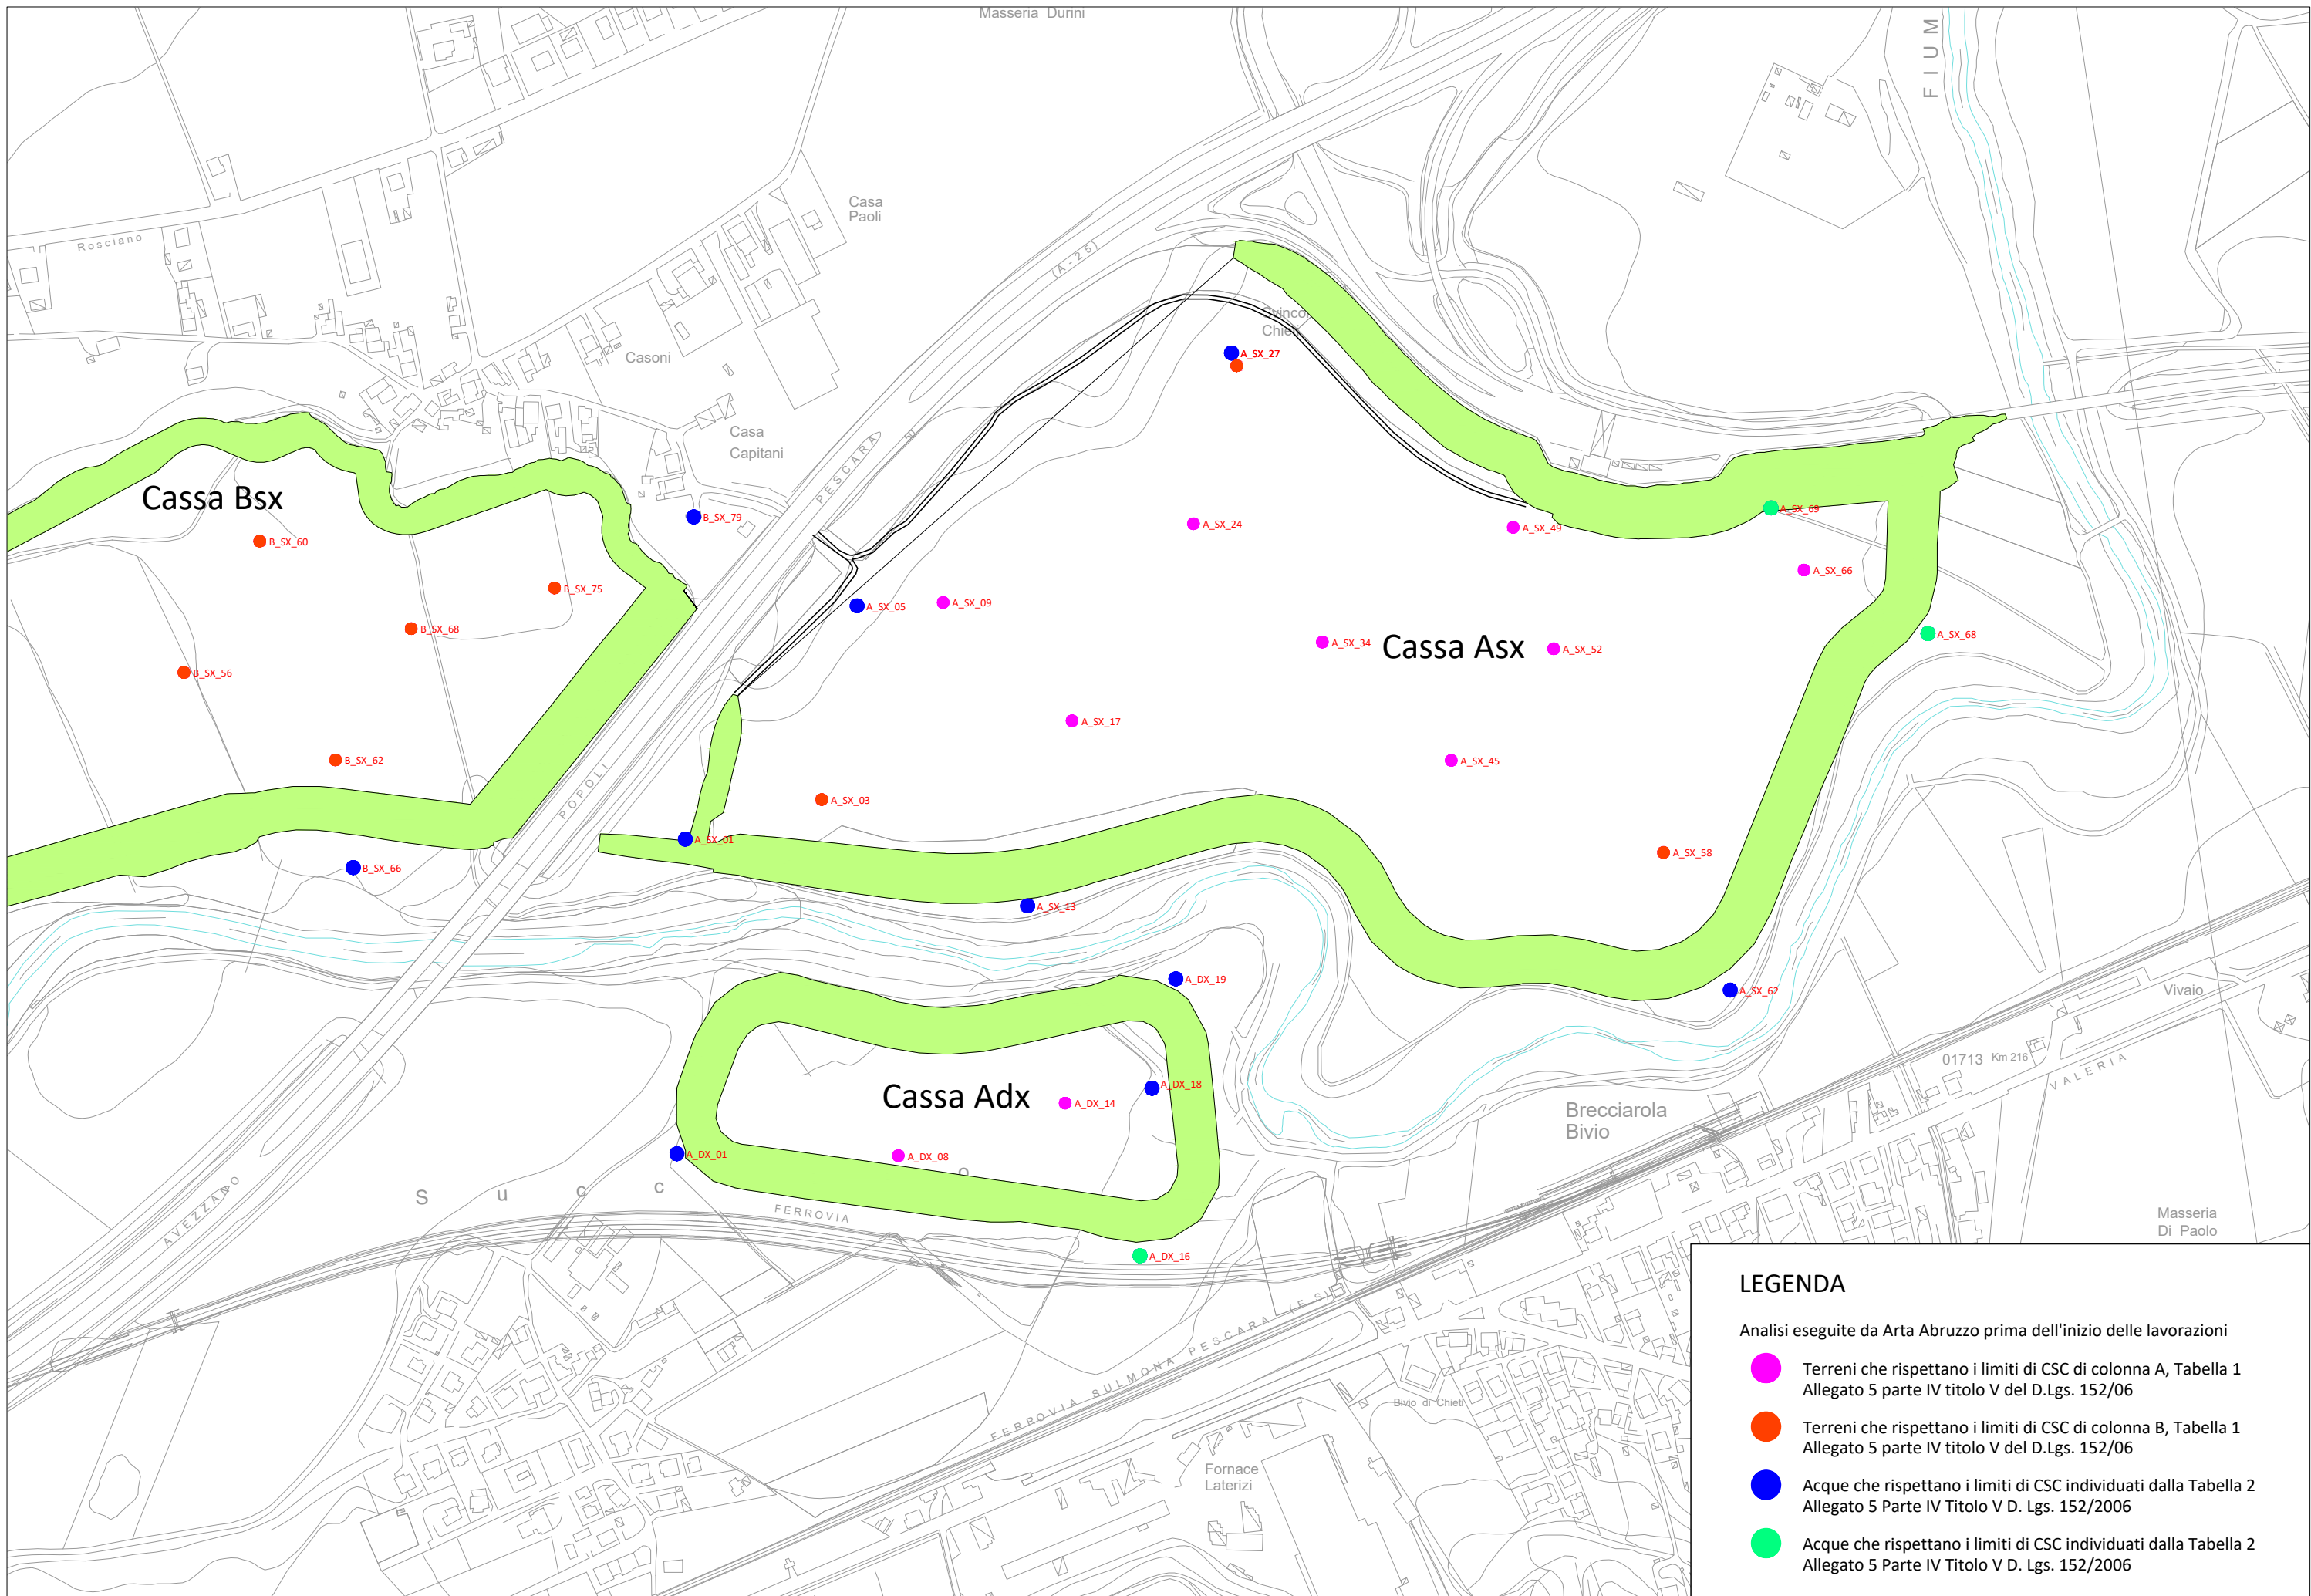 Masseria Durini
FIUM
Casa
Paoli
Rosciano
(A-25)
Svincol
Chieti
A_SX_27
Casoni
Casa
Capitani
PESCARA
50
Cassa Bsx
B_SX_79
A_SX_24
A_SX_49
A_SX_69
B_SX_60
A_SX_66
B_SX_75
A_SX_05
A_SX_09
B_SX_68
A_SX_68
A_SX_34
Cassa Asx
A_SX_52
B_SX_56
A_SX_17
B_SX_62
A_SX_45
POPOLI
A_SX_03
A_SX_01
A_SX_58
B_SX_66
A_SX_13
A_DX_19
A_SX_62
Vivaio
01713 Km 216
VALERIA
Cassa Adx
A_DX_18
A_DX_14
Brecciarola
Bivio
A_DX_01
A_DX_08
S u c c o
AVEZZANO
FERROVIA
Masseria
Di Paolo
A_DX_16
FERROVIA SULMONA PESCARA (F.S)
Bivio di Chieti
Fornace
Laterizi
LEGENDA
Analisi eseguite da Arta Abruzzo prima dell'inizio delle lavorazioni
Terreni che rispettano i limiti di CSC di colonna A, Tabella 1
Allegato 5 parte IV titolo V del D.Lgs. 152/06
Terreni che rispettano i limiti di CSC di colonna B, Tabella 1
Allegato 5 parte IV titolo V del D.Lgs. 152/06
Acque che rispettano i limiti di CSC individuati dalla Tabella 2
Allegato 5 Parte IV Titolo V D. Lgs. 152/2006
Acque che rispettano i limiti di CSC individuati dalla Tabella 2
Allegato 5 Parte IV Titolo V D. Lgs. 152/2006